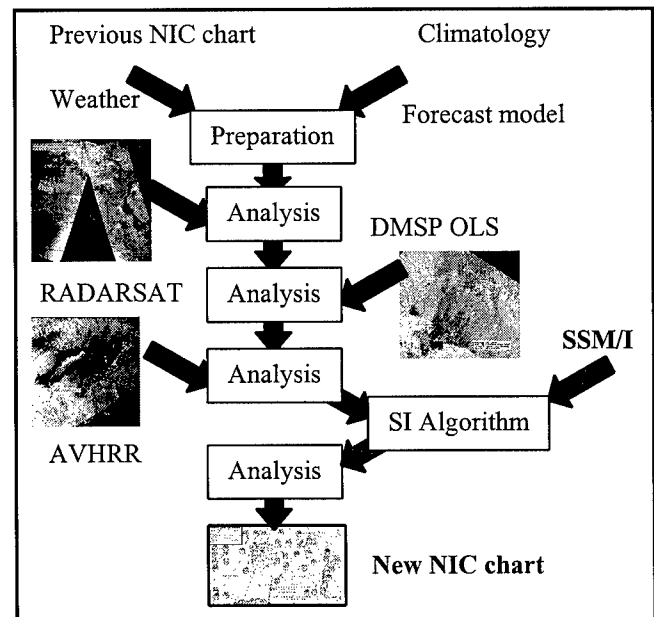 Previous NIC chart
Climatology
Weather
Forecast model
Preparation
Analysis
DMSP OLS
Analysis
RADARSAT
SSM/I
Analysis
SI Algorithm
AVHRR
Analysis
New NIC chart